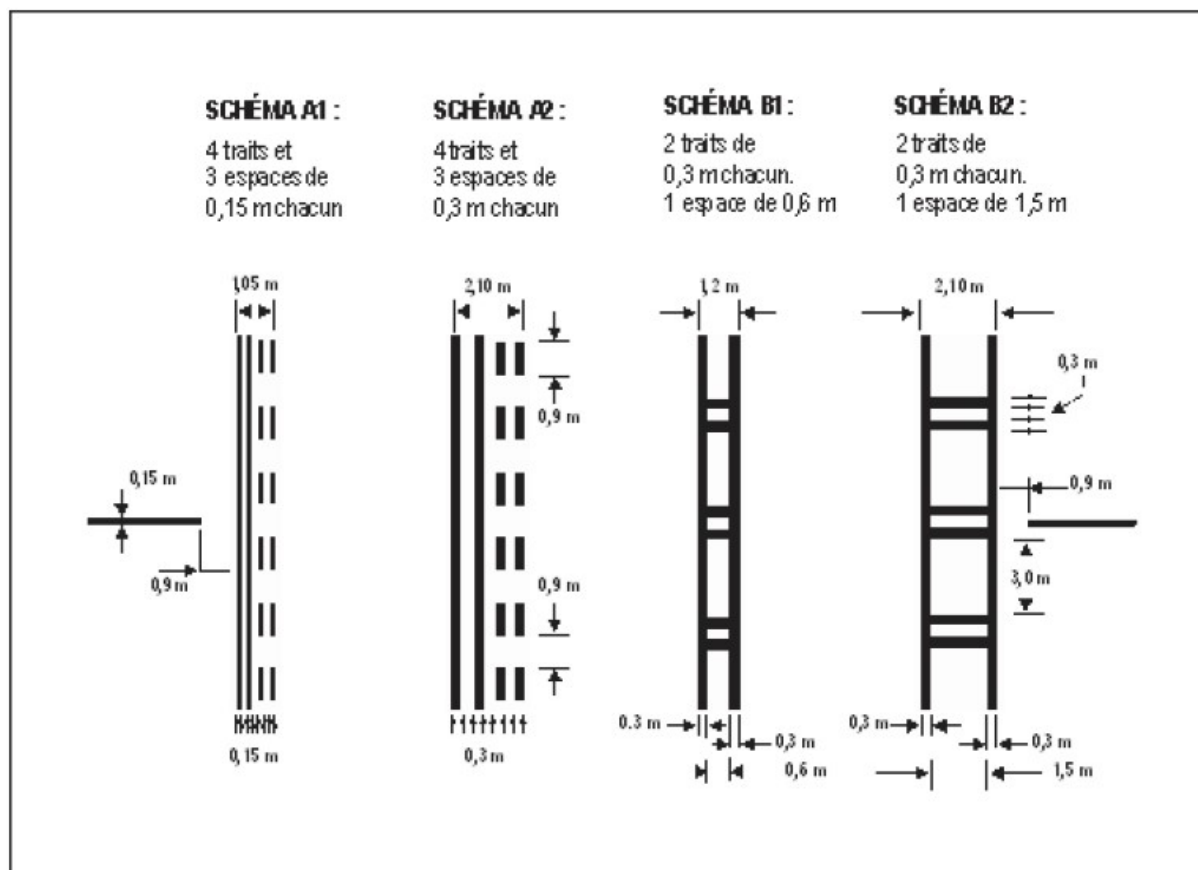 SCHÉMA A1 :
4 traits et
3 espaces de
0,15 m chacun
SCHÉMA A2 :
4 traits et
3 espaces de
0,3 m chacun
SCHÉMA B1 :
2 traits de
0,3 m chacun.
1 espace de 0,6 m
SCHÉMA B2 :
2 traits de
0,3 m chacun.
1 espace de 1,5 m
1,05 m
2,10 m
1,2 m
2,10 m
0,3 m
0,9 m
0,15 m
0,9 m
0,9 m
0,9 m
3,0 m
0,15 m
0,3 m
0.3 m
0,3 m
0,6 m
0,3 m
0,3 m
1,5 m